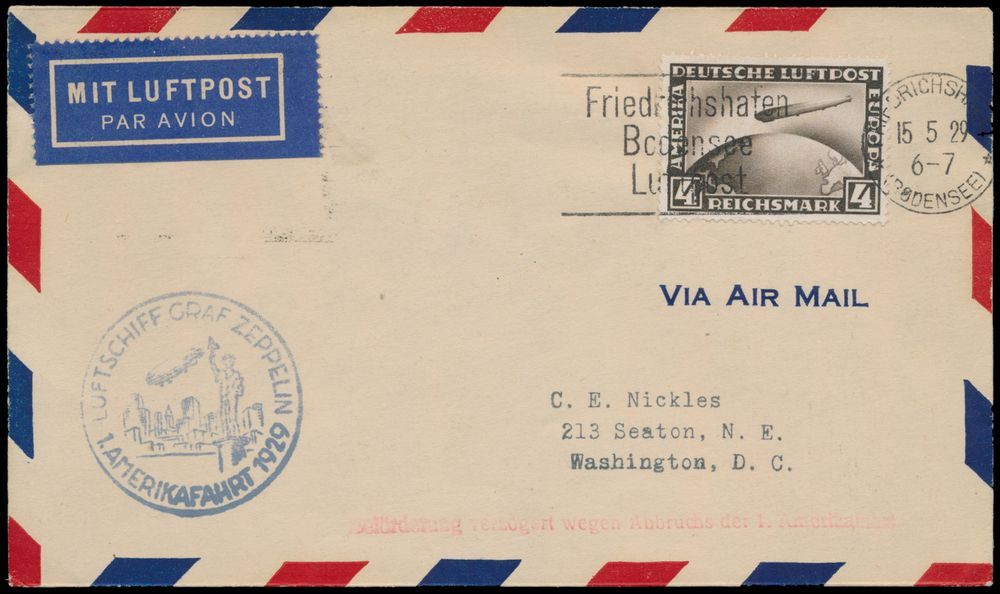 MIT LUFTPOST
PAR AVION
DEUTSCHE LUFTPOST
AMERIKA
EUROPA
4 4
REICHSMARK
Friedrichshafen
Bodensee
Luftpost
FRIEDRICHSHAFEN
15 5 29
6-7
(BODENSEE)
VIA AIR MAIL
LUFTSCHIFF GRAF ZEPPELIN
1. AMERIKAFAHRT 1929
C. E. Nickles
213 Seaton, N. E.
Washington, D. C.
Beförderung verzögert wegen Abbruchs der 1. Amerikafahrt